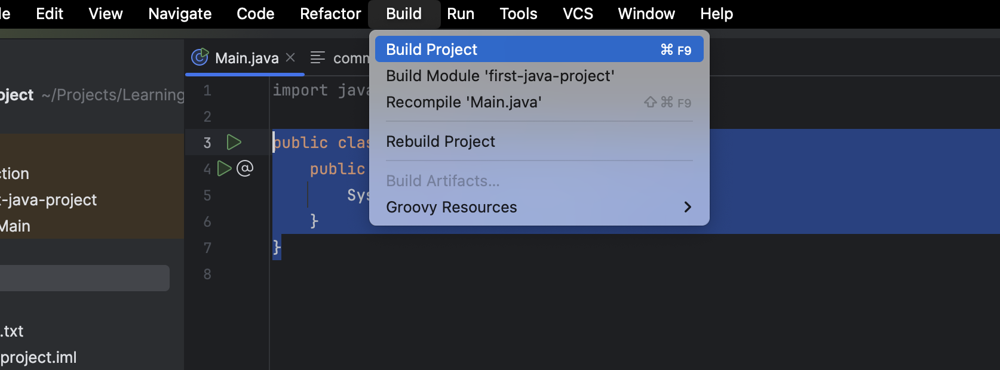 le Edit View Navigate Code Refactor Build Run Tools VCS Window Help
Main.java comm
oject ~/Projects/Learning
ction
t-java-project
Main
.txt
project.iml
1 import java
2
3 public clas
4 @ public
5 Sys
6 }
7 }
8
Build Project ⌘ F9
Build Module 'first-java-project'
Recompile 'Main.java' ⇧⌘ F9
Rebuild Project
Build Artifacts...
Groovy Resources